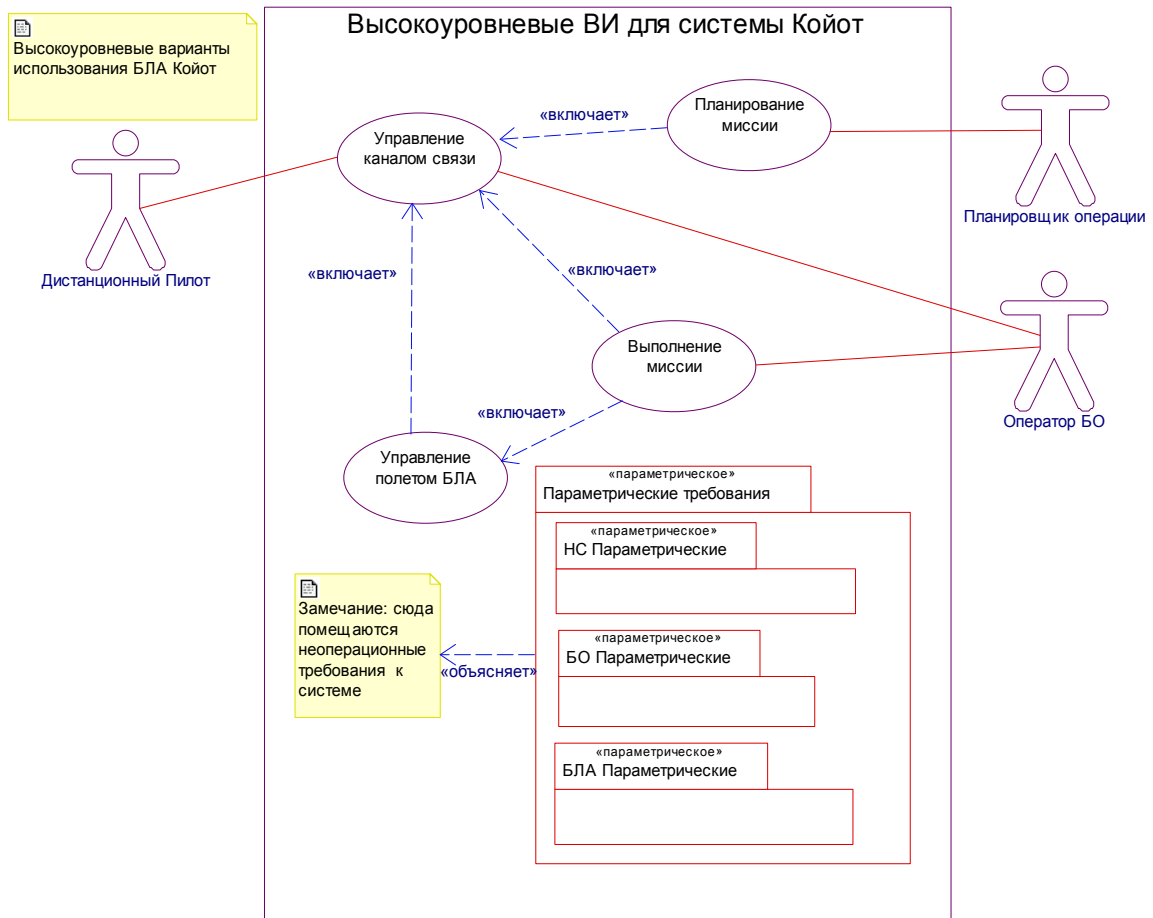 Высокоуровневые ВИ для системы Койот
Высокоуровневые варианты
использования БЛА Койот
Планирование
миссии
«включает»
Управление
каналом связи
Планировщик операции
Дистанционный Пилот
«включает»
«включает»
Выполнение
миссии
«включает»
Оператор БО
Управление
полетом БЛА
«параметрическое»
Параметрические требования
«параметрическое»
НС Параметрические
Замечание: сюда
помещаются
неоперационные
требования к
системе
«объясняет»
«параметрическое»
БО Параметрические
«параметрическое»
БЛА Параметрические